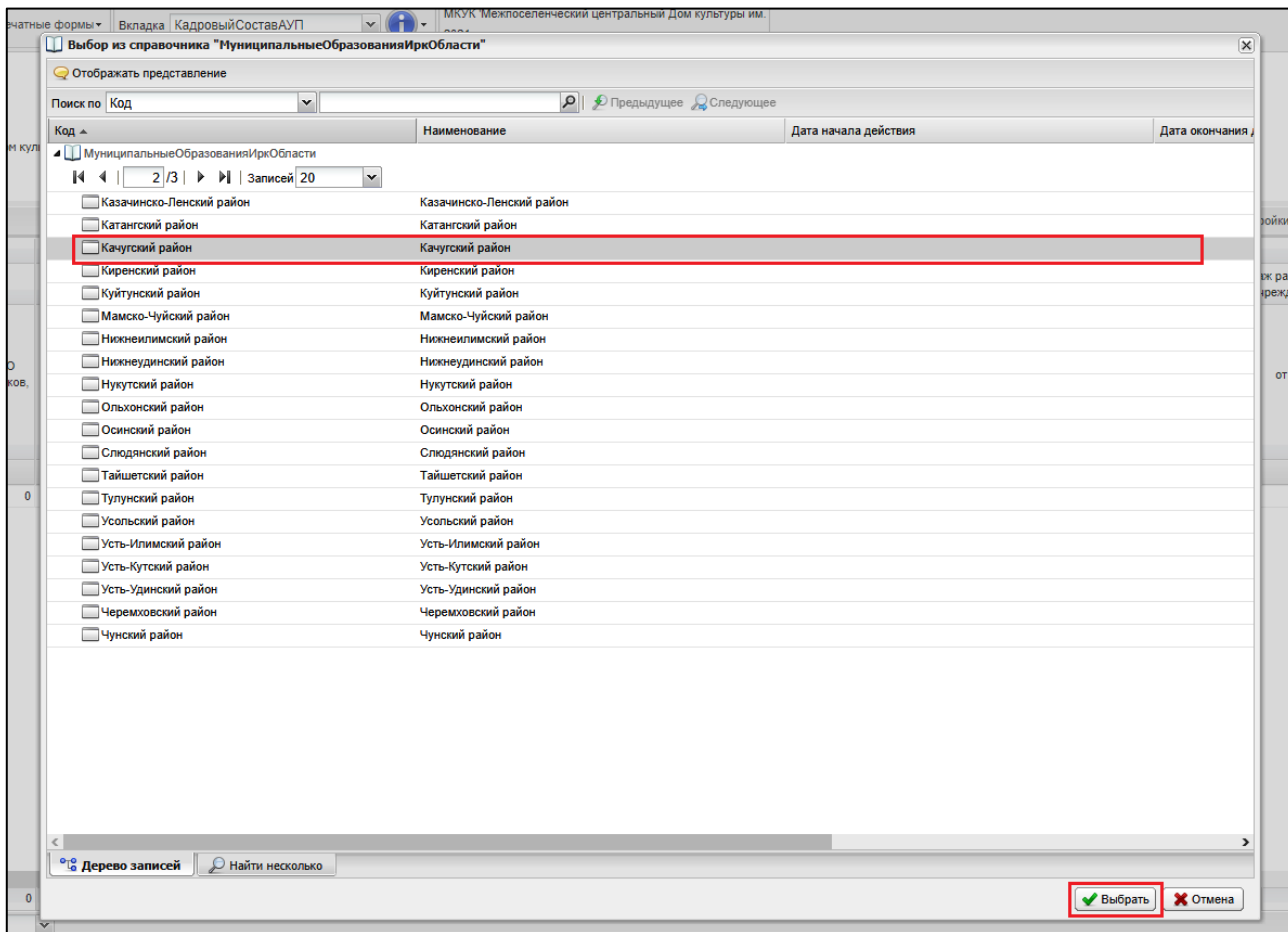 ечатные формы Вкладка КадровыйСоставАУП МКУК "Межпоселенческий центральный Дом культуры им.
Выбор из справочника "МуниципальныеОбразованияИркОбласти"
Отображать представление
Поиск по Код Предыдущее Следующее
Код Наименование Дата начала действия Дата окончания д
МуниципальныеОбразованияИркОбласти
2 /3 Записей 20
Казачинско-Ленский район Казачинско-Ленский район
Катангский район Катангский район
Качугский район Качугский район
Киренский район Киренский район
Куйтунский район Куйтунский район
Мамско-Чуйский район Мамско-Чуйский район
Нижнеилимский район Нижнеилимский район
Нижнеудинский район Нижнеудинский район
Нукутский район Нукутский район
Ольхонский район Ольхонский район
Осинский район Осинский район
Слюдянский район Слюдянский район
Тайшетский район Тайшетский район
Тулунский район Тулунский район
0
Усольский район Усольский район
Усть-Илимский район Усть-Илимский район
Усть-Кутский район Усть-Кутский район
Усть-Удинский район Усть-Удинский район
Черемховский район Черемховский район
Чунский район Чунский район
Дерево записей Найти несколько
0
Выбрать Отмена